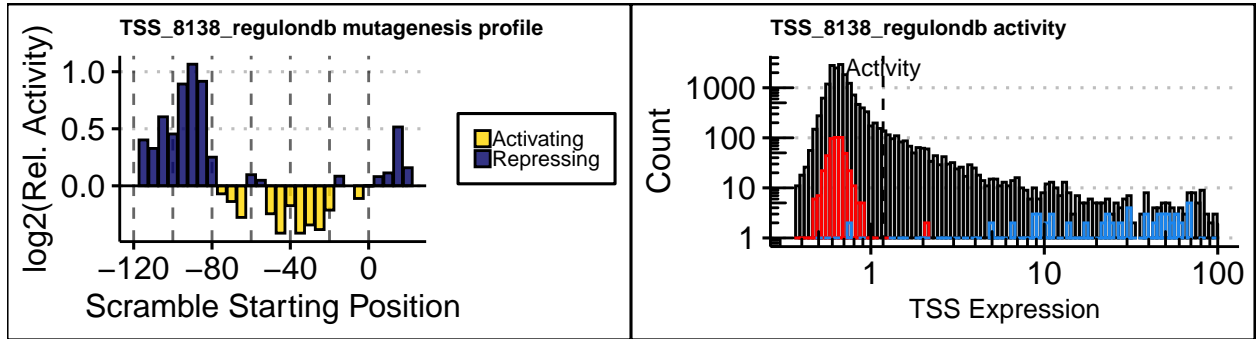 TSS_8138_regulondb mutagenesis profile
log2(Rel. Activity)
1.0
0.5
0.0
−120 −80 −40 0
Scramble Starting Position
Activating
Repressing
TSS_8138_regulondb activity
Activity
Count
1000
100
10
1
1 10 100
TSS Expression